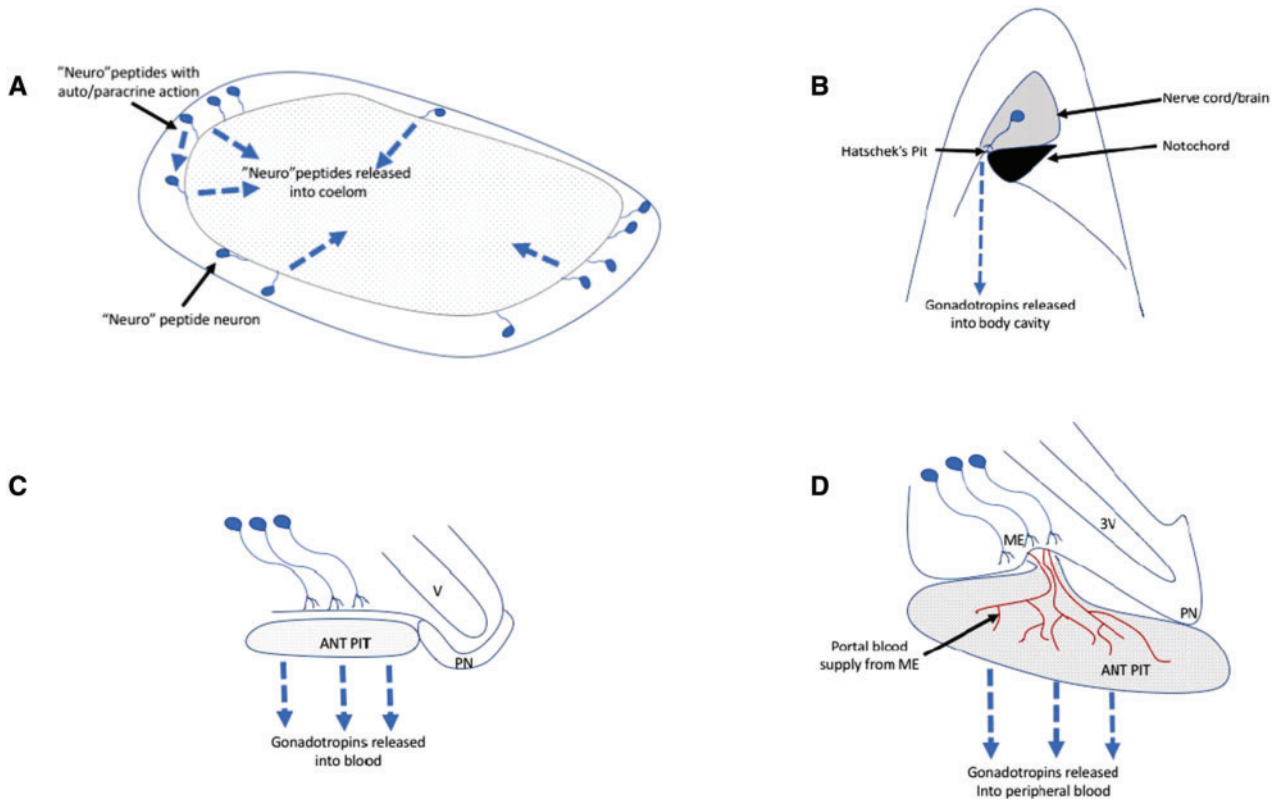 A
"Neuro"peptides with
auto/paracrine action
"Neuro"peptides released
into coelom
"Neuro" peptide neuron
B
Nerve cord/brain
Hatschek's Pit
Notochord
Gonadotropins released
into body cavity
C
V
ANT PIT
PN
Gonadotropins released
into blood
D
3V
ME
PN
Portal blood
supply from ME
ANT PIT
Gonadotropins released
Into peripheral blood